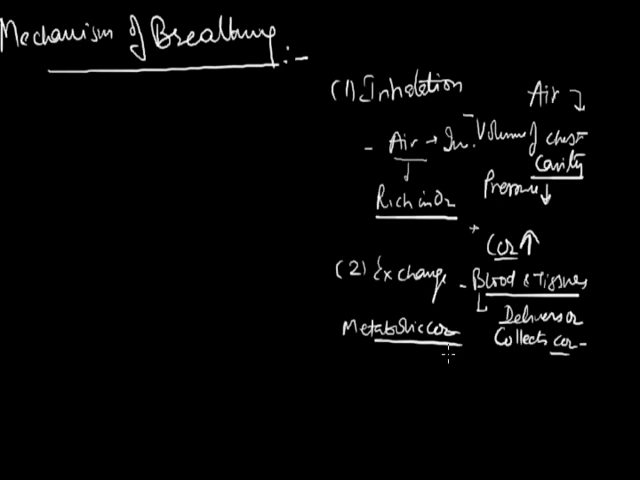 Mechanism of Breathing :-
(1) Inhalation
Air ↓
- Air → In.
- Volume of chest
cavity
↓
Pressure ↓
Rich in O2
+ CO2 ↑
(2) Exchange - Blood & Tissues
Delivers O2
Metabolic CO2
Collects CO2 -